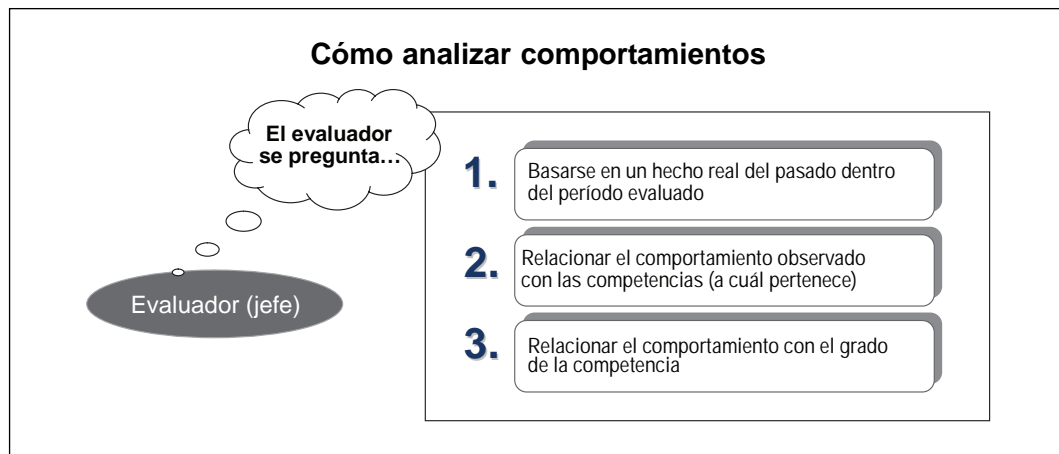 Cómo analizar comportamientos
El evaluador
se pregunta…
Evaluador (jefe)
1.
Basarse en un hecho real del pasado dentro
del período evaluado
2.
Relacionar el comportamiento observado
con las competencias (a cuál pertenece)
3.
Relacionar el comportamiento con el grado
de la competencia